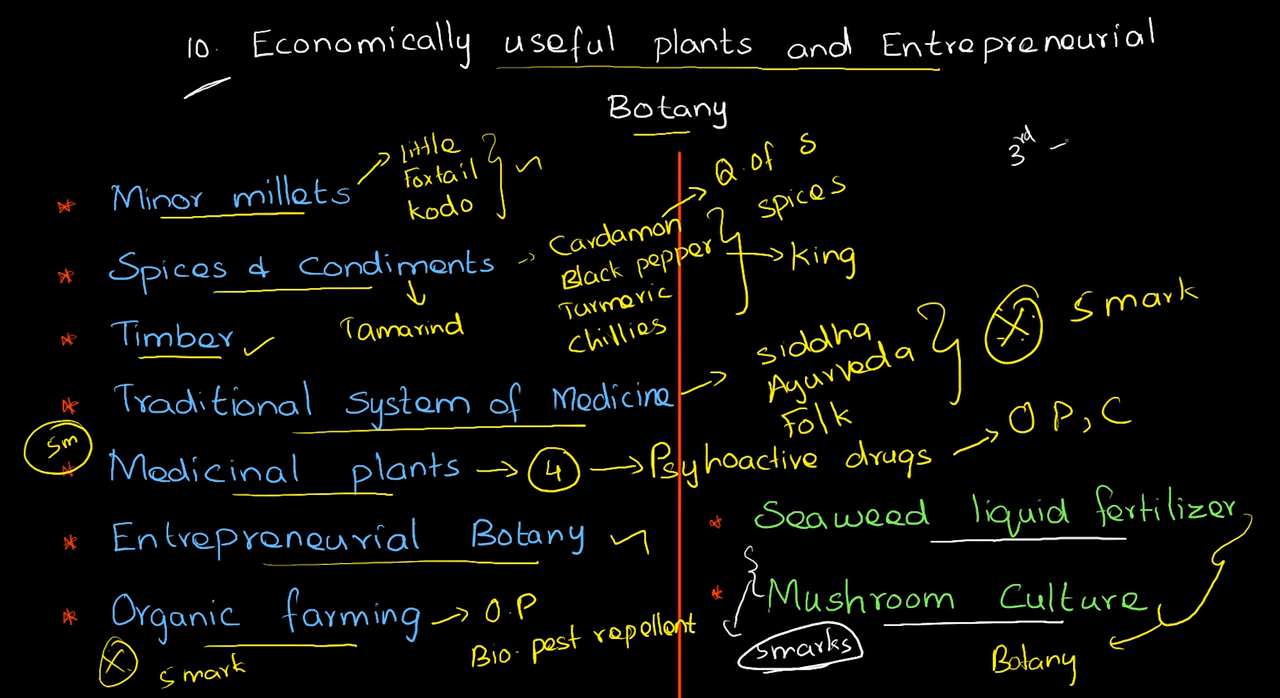 10. Economically useful plants and Entrepreneurial
Botany
3rd -
* Minor millets
Little
Foxtail
Kodo
* Spices & Condiments
Tamarind
Cardamon
Black pepper
Turmeric
Chillies
Q. of S
Spices
King
* Timber
* Traditional System of Medicine
Siddha
Ayurveda
Folk
X 5 mark
5m
* Medicinal plants → 4 → Psyhoactive drugs → O P, C
* Entrepreneurial Botany
* Organic farming → O.P
Bio. pest repellent
X 5 mark
* Seaweed liquid fertilizer
* Mushroom Culture
5marks
Botany